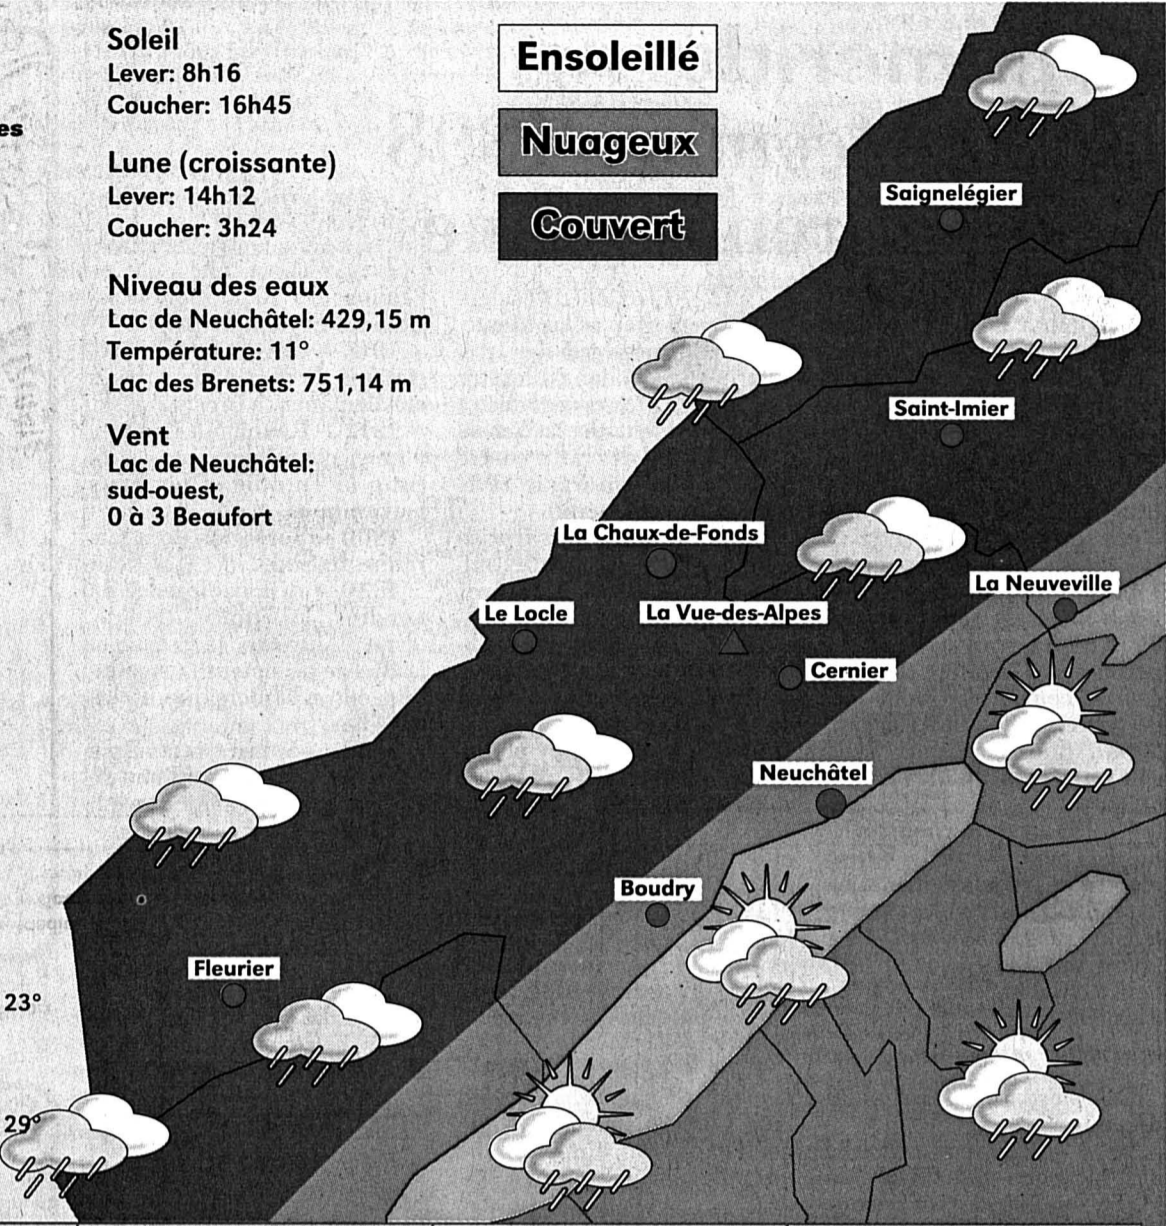 Soleil
Lever: 8h16
Coucher: 16h45
Lune (croissante)
Lever: 14h12
Coucher: 3h24
Niveau des eaux
Lac de Neuchâtel: 429,15 m
Température: 11°
Lac des Brenets: 751,14 m
Vent
Lac de Neuchâtel:
sud-ouest,
0 à 3 Beaufort
Ensoleillé
Nuageux
Couvert
es
Saignelégier
Saint-Imier
La Chaux-de-Fonds
La Neuveville
Le Locle
La Vue-des-Alpes
Cernier
Neuchâtel
Boudry
Fleurier
23°
29°